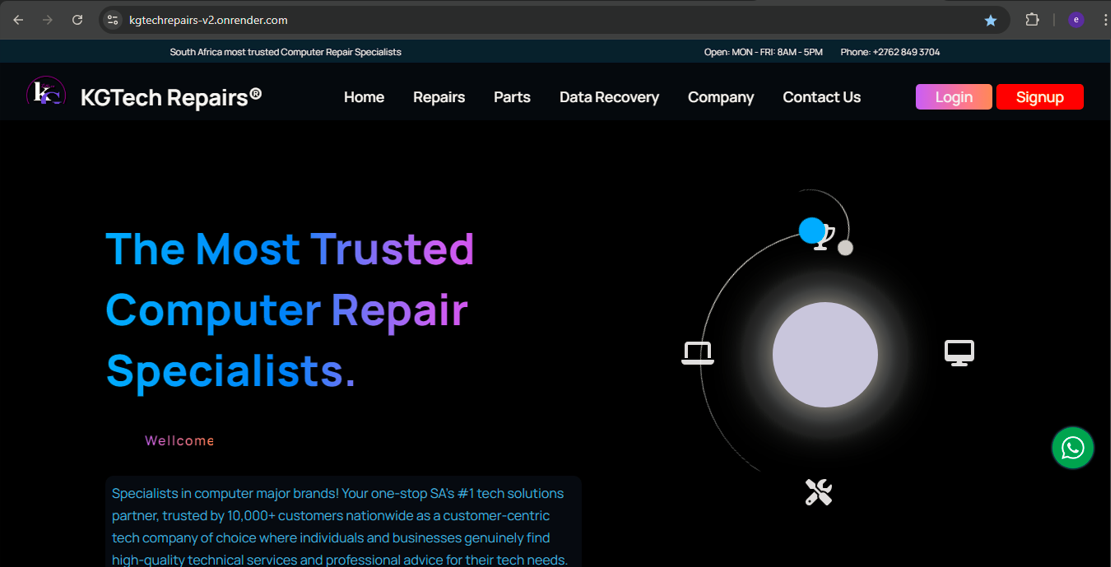 kgtechrepairs-v2.onrender.com
e
South Africa most trusted Computer Repair Specialists
Open: MON - FRI: 8AM - 5PM
Phone: +2762 849 3704
KGTech Repairs®
Home
Repairs
Parts
Data Recovery
Company
Contact Us
Login
Signup
The Most Trusted
Computer Repair
Specialists.
Wellcome
Specialists in computer major brands! Your one-stop SA's #1 tech solutions
partner, trusted by 10,000+ customers nationwide as a customer-centric
tech company of choice where individuals and businesses genuinely find
high-quality technical services and professional advice for their tech needs.